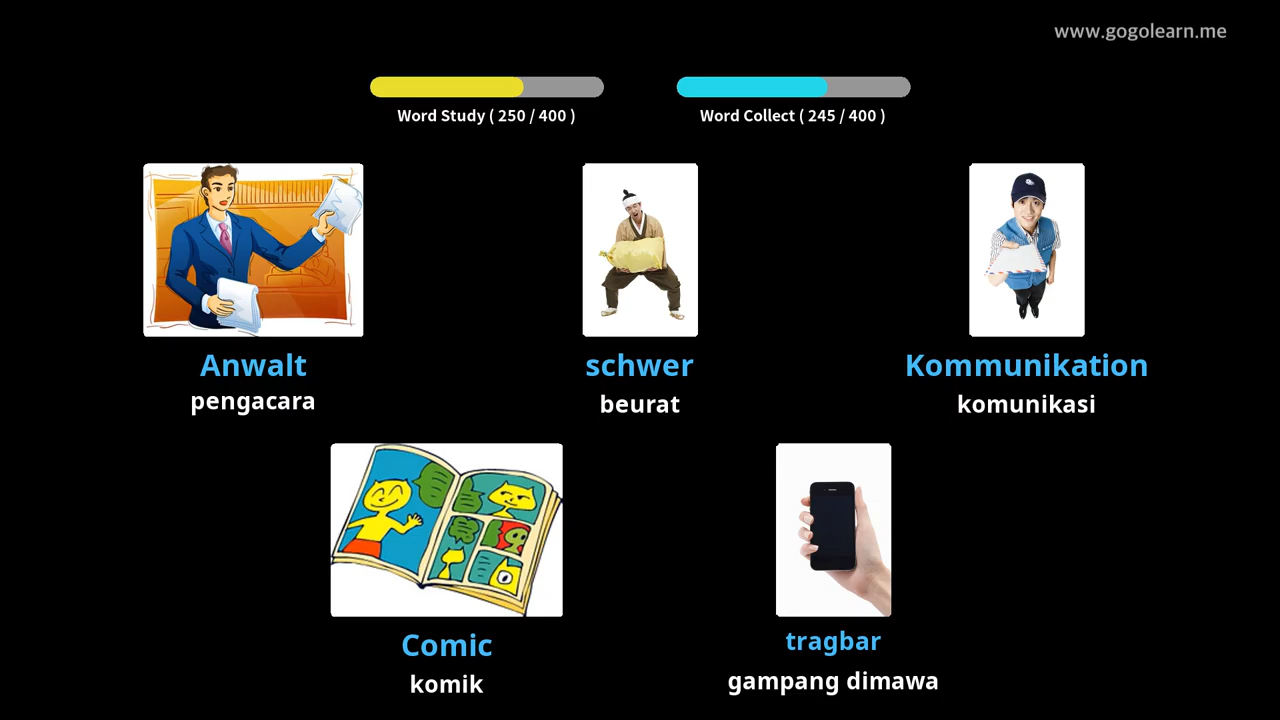 www.gogolearn.me
Word Study ( 250 / 400 )
Word Collect ( 245 / 400 )
Anwalt
pengacara
schwer
beurat
Kommunikation
komunikasi
Comic
komik
tragbar
gampang dimawa